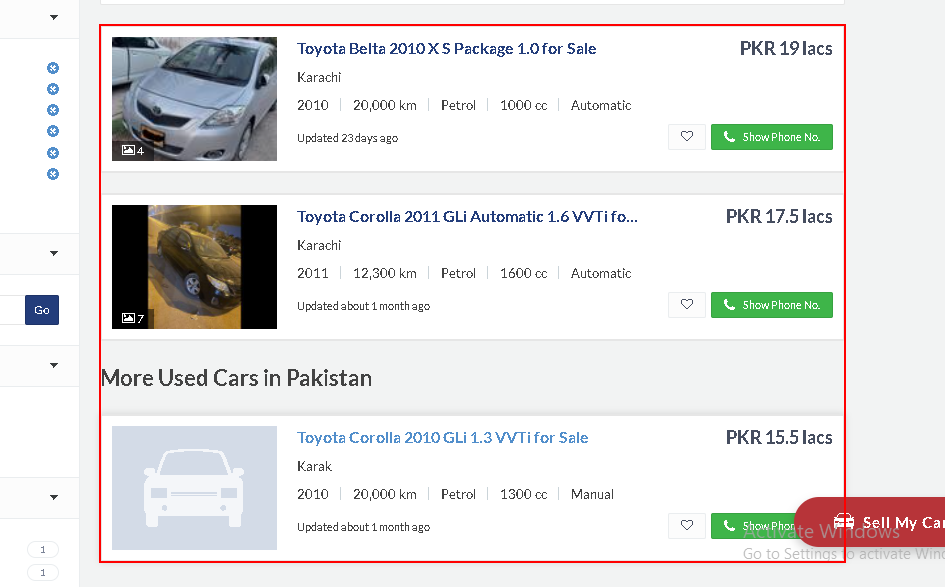 Toyota Belta 2010 X S Package 1.0 for Sale
PKR 19 lacs
Karachi
2010 20,000 km Petrol 1000 cc Automatic
Updated 23 days ago
Show Phone No.
4
Toyota Corolla 2011 GLi Automatic 1.6 VVTi fo...
PKR 17.5 lacs
Karachi
2011 12,300 km Petrol 1600 cc Automatic
Updated about 1 month ago
Show Phone No.
7
Go
More Used Cars in Pakistan
Toyota Corolla 2010 GLi 1.3 VVTi for Sale
PKR 15.5 lacs
Karak
2010 20,000 km Petrol 1300 cc Manual
Updated about 1 month ago
Show Phon
Sell My Car
Activate Windows
Go to Settings to activate Wind
1
1